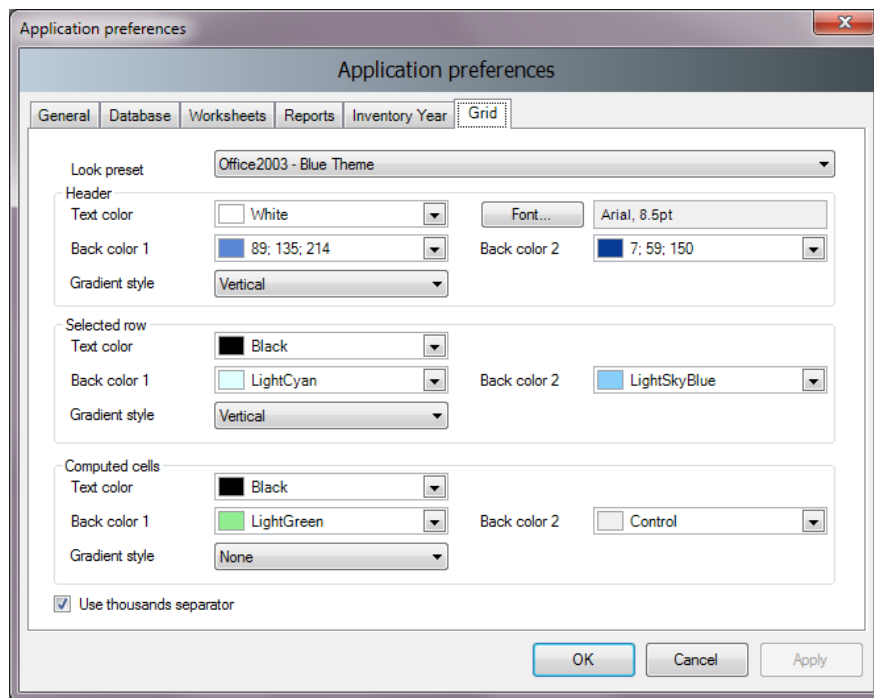 Application preferences
Application preferences
General Database Worksheets Reports Inventory Year Grid
Look preset Office2003 - Blue Theme
Header
Text color White Font... Arial, 8.5pt
Back color 1 89; 135; 214 Back color 2 7; 59; 150
Gradient style Vertical
Selected row
Text color Black
Back color 1 LightCyan Back color 2 LightSkyBlue
Gradient style Vertical
Computed cells
Text color Black
Back color 1 LightGreen Back color 2 Control
Gradient style None
Use thousands separator
OK Cancel Apply